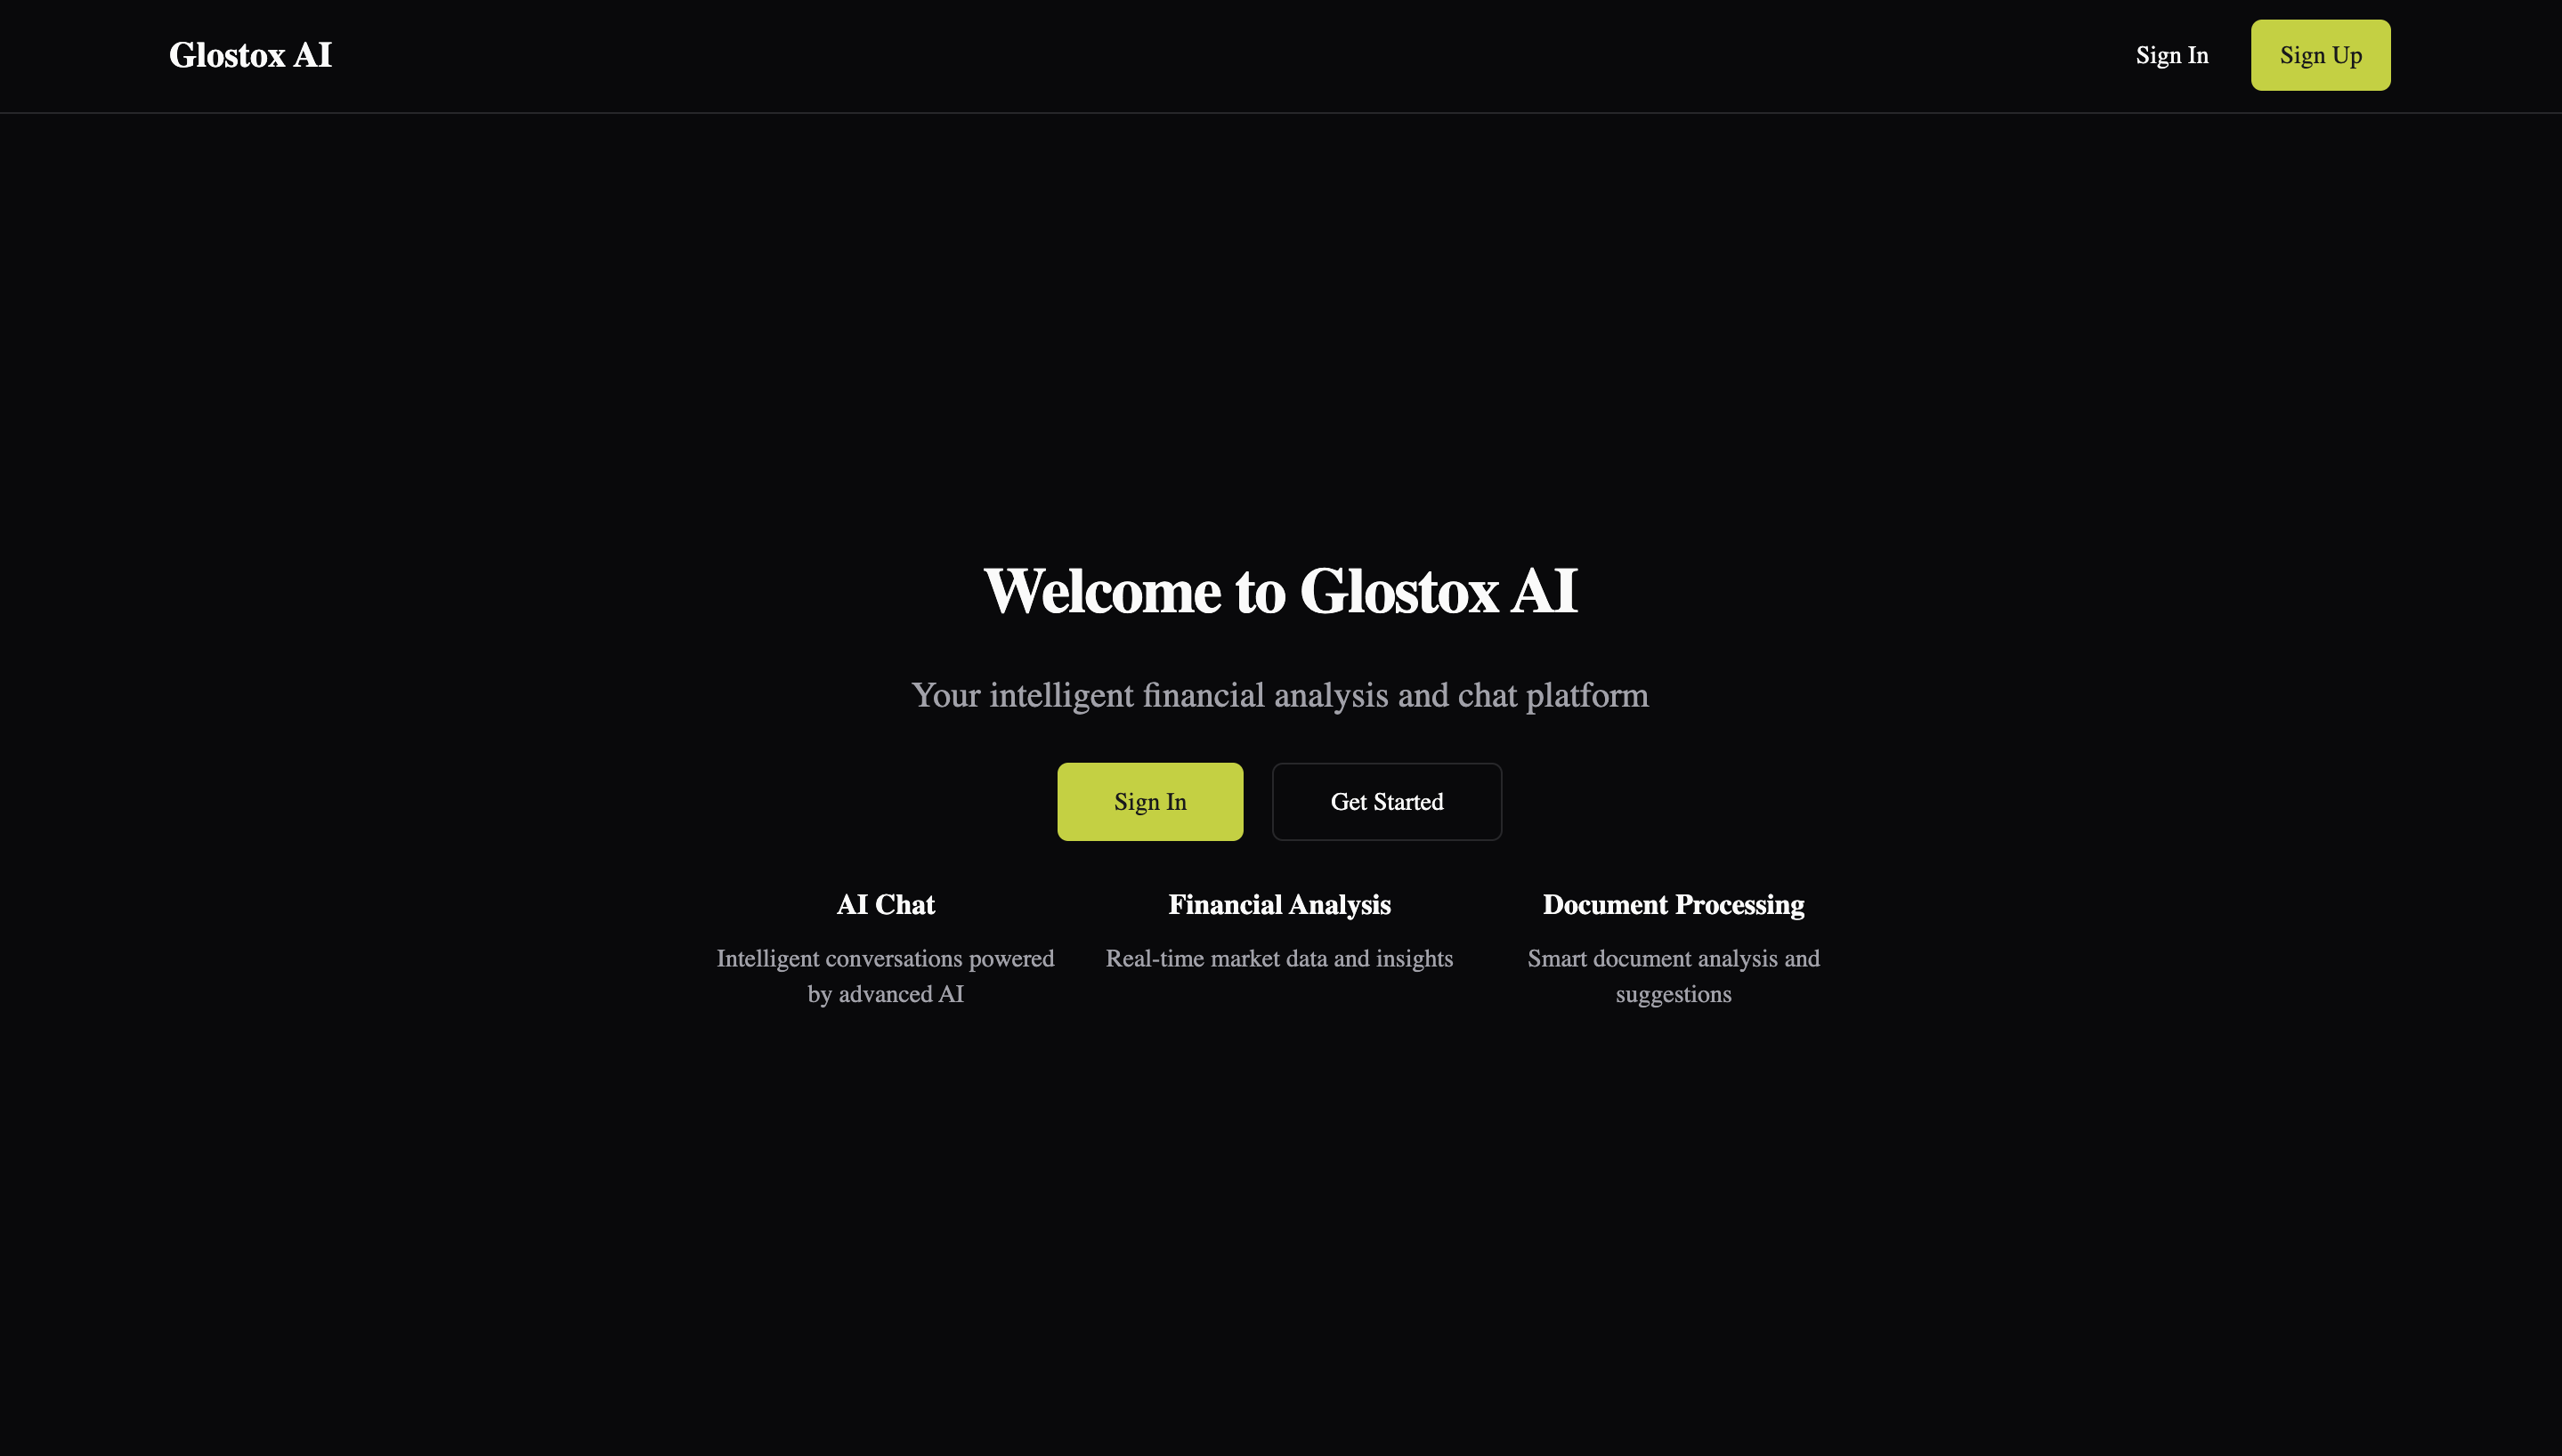 Glostox AI
Sign In
Sign Up
Welcome to Glostox AI
Your intelligent financial analysis and chat platform
Sign In
Get Started
AI Chat
Intelligent conversations powered
by advanced AI
Financial Analysis
Real-time market data and insights
Document Processing
Smart document analysis and
suggestions